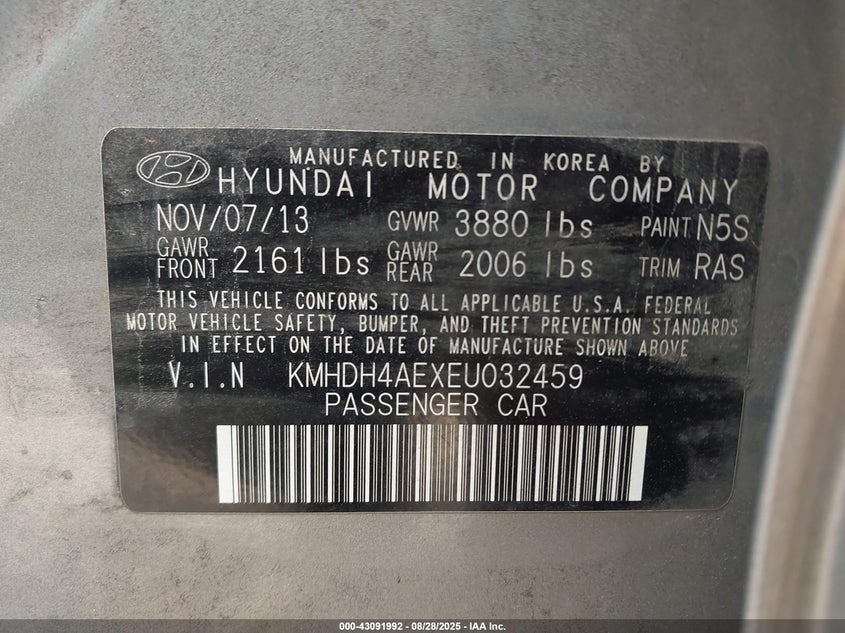 MANUFACTURED IN KOREA BY
HYUNDAI MOTOR COMPANY
NOV/07/13 GVWR 3880 lbs PAINT N5S
GAWR FRONT 2161 lbs GAWR REAR 2006 lbs TRIM RAS
THIS VEHICLE CONFORMS TO ALL APPLICABLE U.S.A. FEDERAL
MOTOR VEHICLE SAFETY, BUMPER, AND THEFT PREVENTION STANDARDS
IN EFFECT ON THE DATE OF MANUFACTURE SHOWN ABOVE
V.I.N KMHDH4AEXEU032459
PASSENGER CAR
000-43091992 — 08/28/2025 - IAA Inc.